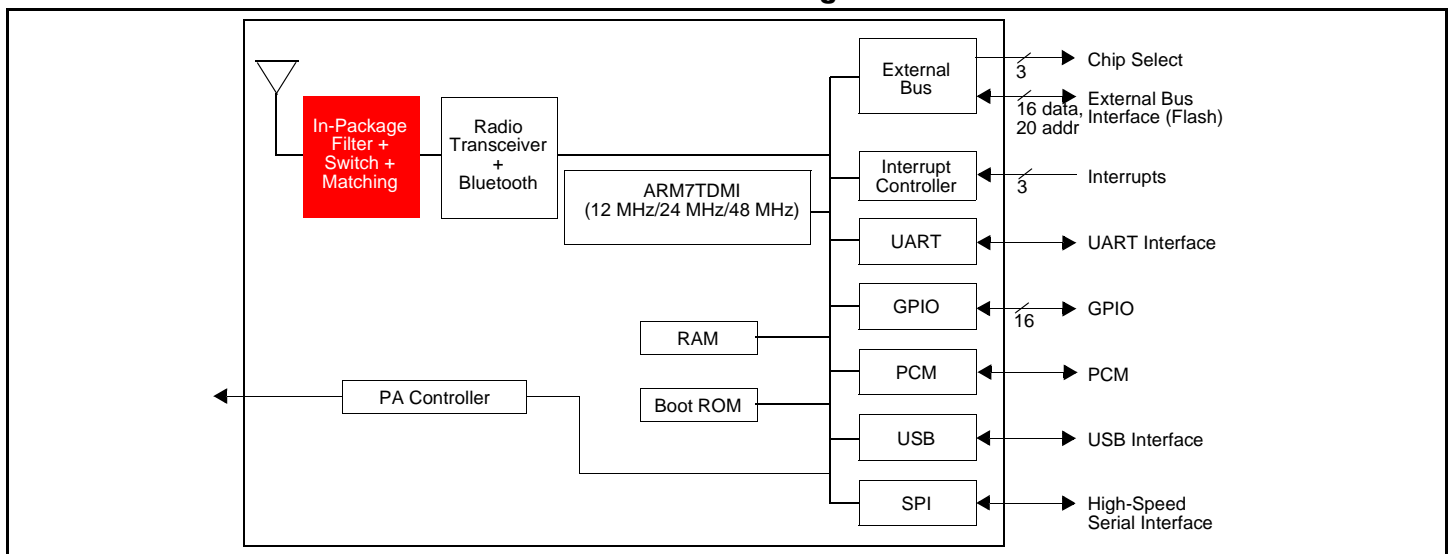 External
Bus
3
Chip Select
16 data,
20 addr
External Bus
Interface (Flash)
In-Package
Filter +
Switch +
Matching
Radio
Transceiver
+
Bluetooth
ARM7TDMI
(12 MHz/24 MHz/48 MHz)
Interrupt
Controller
3
Interrupts
UART
UART Interface
GPIO
16
GPIO
RAM
PCM
PCM
PA Controller
Boot ROM
USB
USB Interface
SPI
High-Speed
Serial Interface